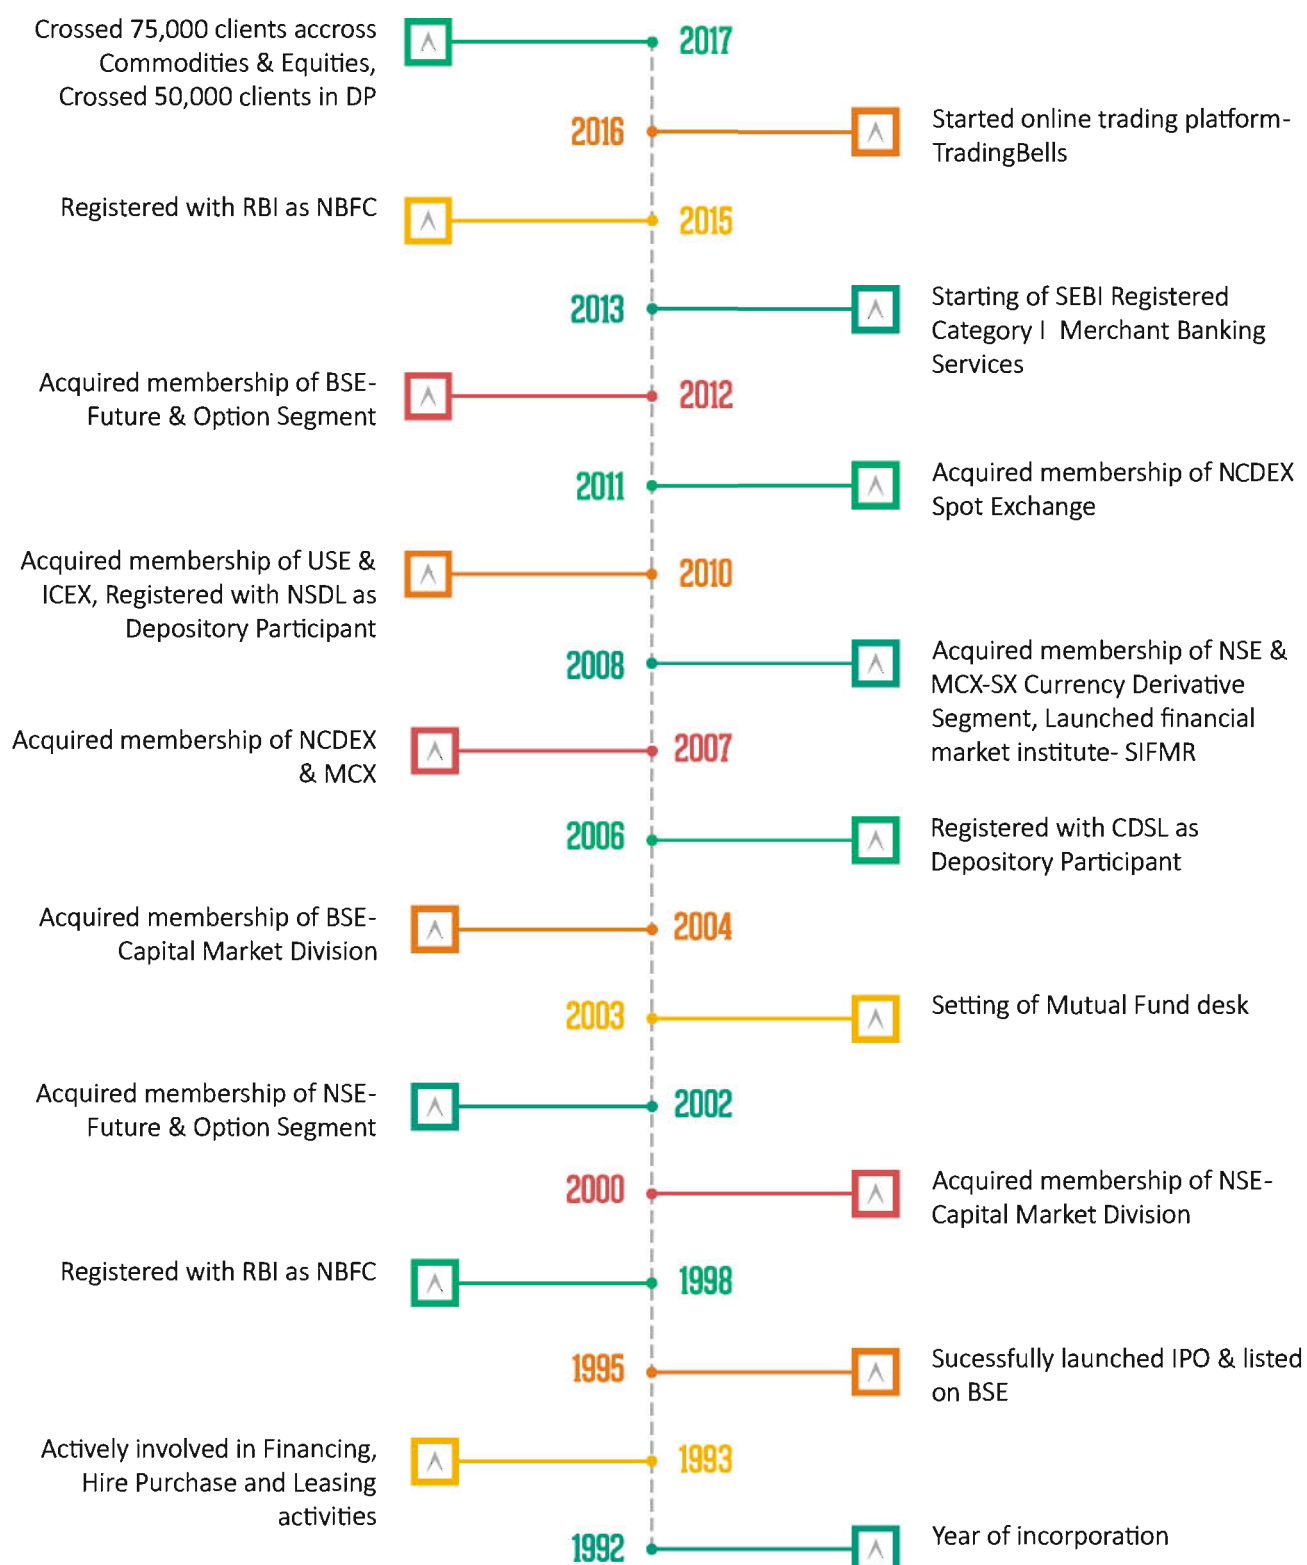 Crossed 75,000 clients accross
Commodities & Equities,
Crossed 50,000 clients in DP
2017
2016
Started online trading platform-
TradingBells
Registered with RBI as NBFC
2015
2013
Starting of SEBI Registered
Category I Merchant Banking
Services
Acquired membership of BSE-
Future & Option Segment
2012
2011
Acquired membership of NCDEX
Spot Exchange
Acquired membership of USE &
ICEX, Registered with NSDL as
Depository Participant
2010
2008
Acquired membership of NSE &
MCX-SX Currency Derivative
Segment, Launched financial
market institute- SIFMR
Acquired membership of NCDEX
& MCX
2007
2006
Registered with CDSL as
Depository Participant
Acquired membership of BSE-
Capital Market Division
2004
2003
Setting of Mutual Fund desk
Acquired membership of NSE-
Future & Option Segment
2002
2000
Acquired membership of NSE-
Capital Market Division
Registered with RBI as NBFC
1998
1995
Sucessfully launched IPO & listed
on BSE
Actively involved in Financing,
Hire Purchase and Leasing
activities
1993
1992
Year of incorporation